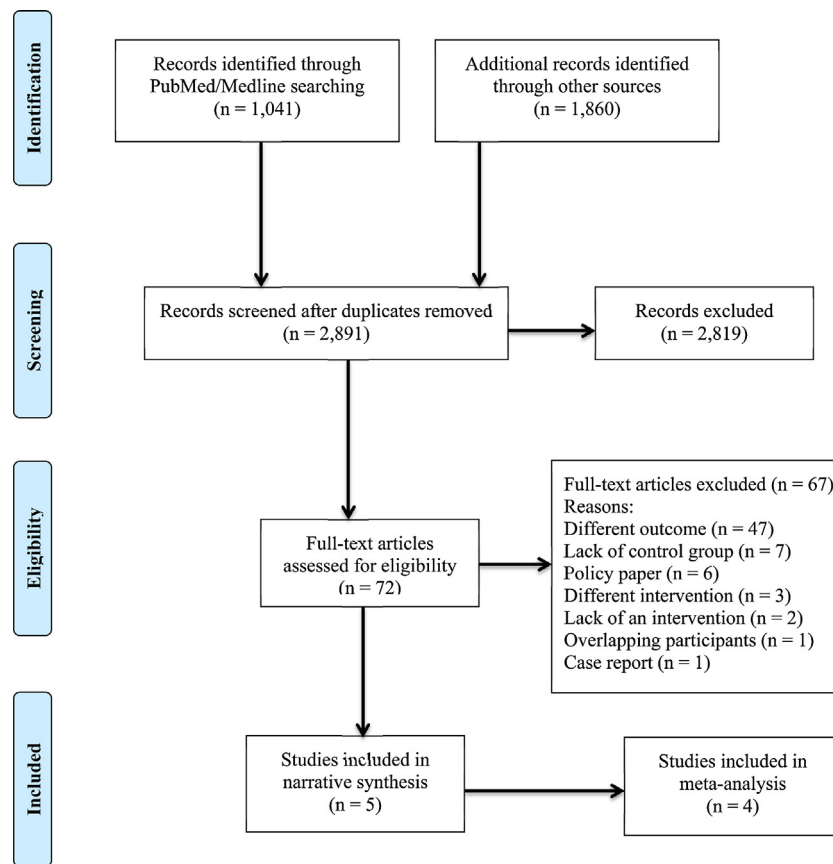 Identification
Records identified through
PubMed/Medline searching
(n = 1,041)
Additional records identified
through other sources
(n = 1,860)
Screening
Records screened after duplicates removed
(n = 2,891)
Records excluded
(n = 2,819)
Eligibility
Full-text articles
assessed for eligibility
(n = 72)
Full-text articles excluded (n = 67)
Reasons:
Different outcome (n = 47)
Lack of control group (n = 7)
Policy paper (n = 6)
Different intervention (n = 3)
Lack of an intervention (n = 2)
Overlapping participants (n = 1)
Case report (n = 1)
Included
Studies included in
narrative synthesis
(n = 5)
Studies included in
meta-analysis
(n = 4)